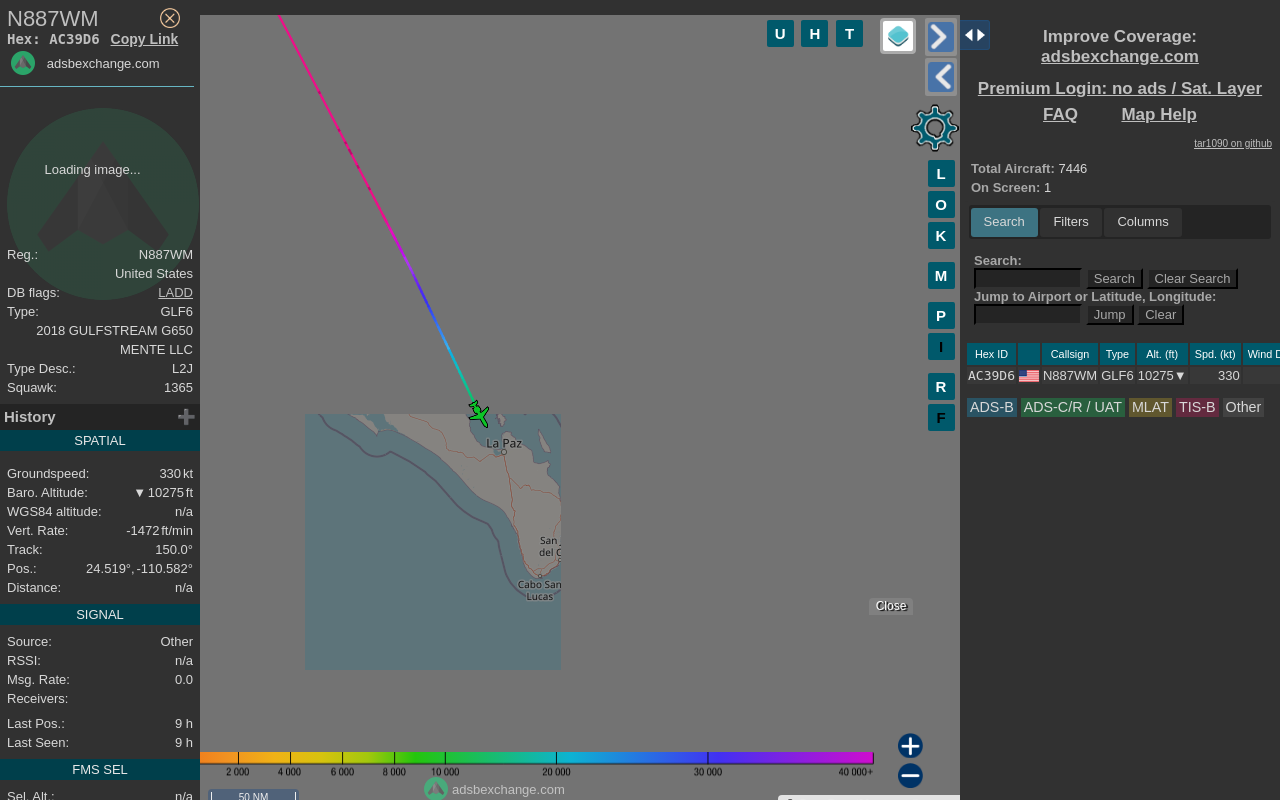 N887WM
Hex: AC39D6 Copy Link
adsbexchange.com
Loading image...
Reg.: N887WM
United States
DB flags: LADD
Type: GLF6
2018 GULFSTREAM G650
MENTE LLC
Type Desc.: L2J
Squawk: 1365
History
SPATIAL
Groundspeed: 330 kt
Baro. Altitude: ▼ 10275 ft
WGS84 altitude: n/a
Vert. Rate: -1472 ft/min
Track: 150.0°
Pos.: 24.519°, -110.582°
Distance: n/a
SIGNAL
Source: Other
RSSI: n/a
Msg. Rate: 0.0
Receivers:
Last Pos.: 9 h
Last Seen: 9 h
FMS SEL
Sel. Alt.: n/a
U H T
L
O
K
M
P
I
R
F
La Paz
San
del C
Cabo San
Lucas
Close
2 000 4 000 6 000 8 000 10 000 20 000 30 000 40 000+
50 NM
adsbexchange.com
Improve Coverage:
adsbexchange.com
Premium Login: no ads / Sat. Layer
FAQ Map Help
tar1090 on github
Total Aircraft: 7446
On Screen: 1
Search Filters Columns
Search:
Search Clear Search
Jump to Airport or Latitude, Longitude:
Jump Clear
Hex ID Callsign Type Alt. (ft) Spd. (kt) Wind D
AC39D6 N887WM GLF6 10275▼ 330
ADS-B ADS-C/R / UAT MLAT TIS-B Other